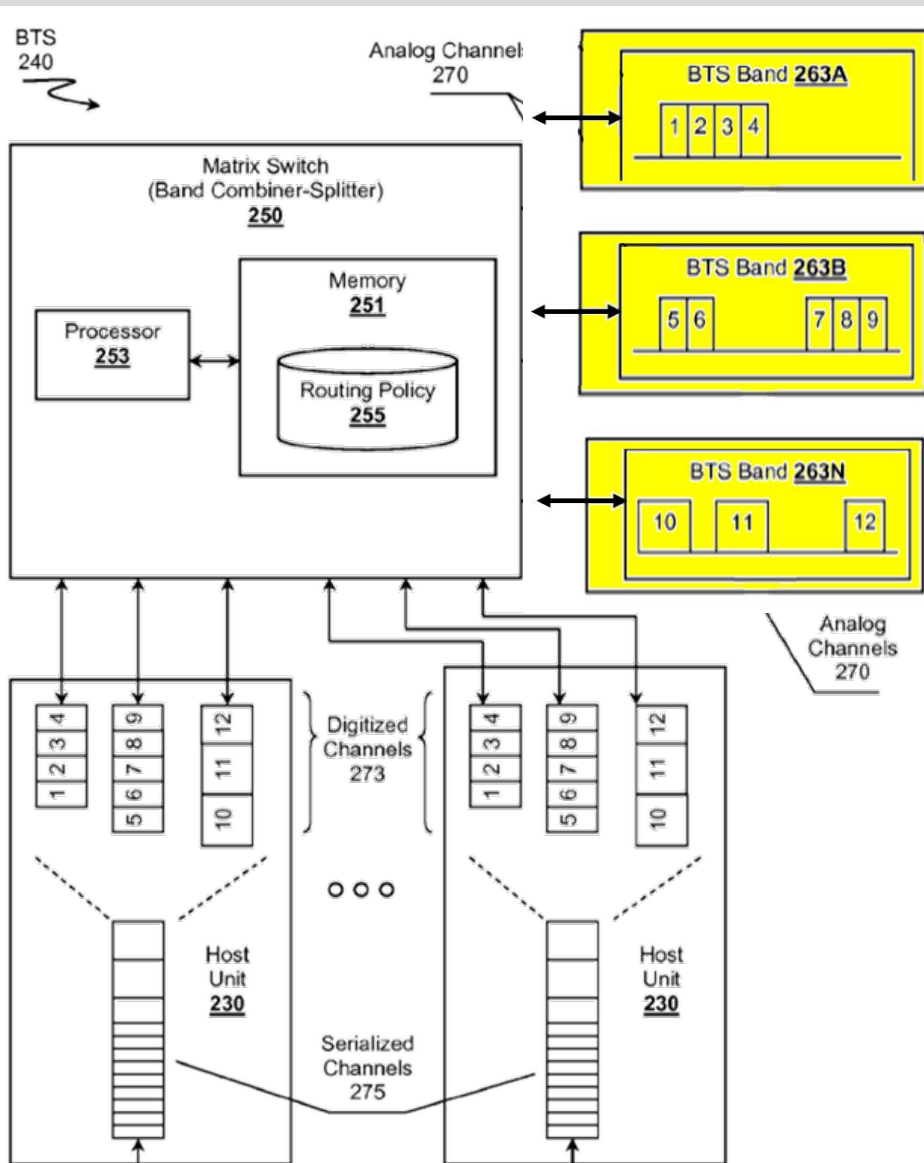 BTS
240
Analog Channels
270
BTS Band 263A
1 2 3 4
Matrix Switch
(Band Combiner-Splitter)
250
Memory
251
Processor
253
Routing Policy
255
BTS Band 263B
5 6 7 8 9
BTS Band 263N
10 11 12
Analog
Channels
270
4 3 2 1
9 8 7 6 5
12 11 10
Digitized
Channels
273
4 3 2 1
9 8 7 6 5
12 11 10
Host
Unit
230
Host
Unit
230
Serialized
Channels
275